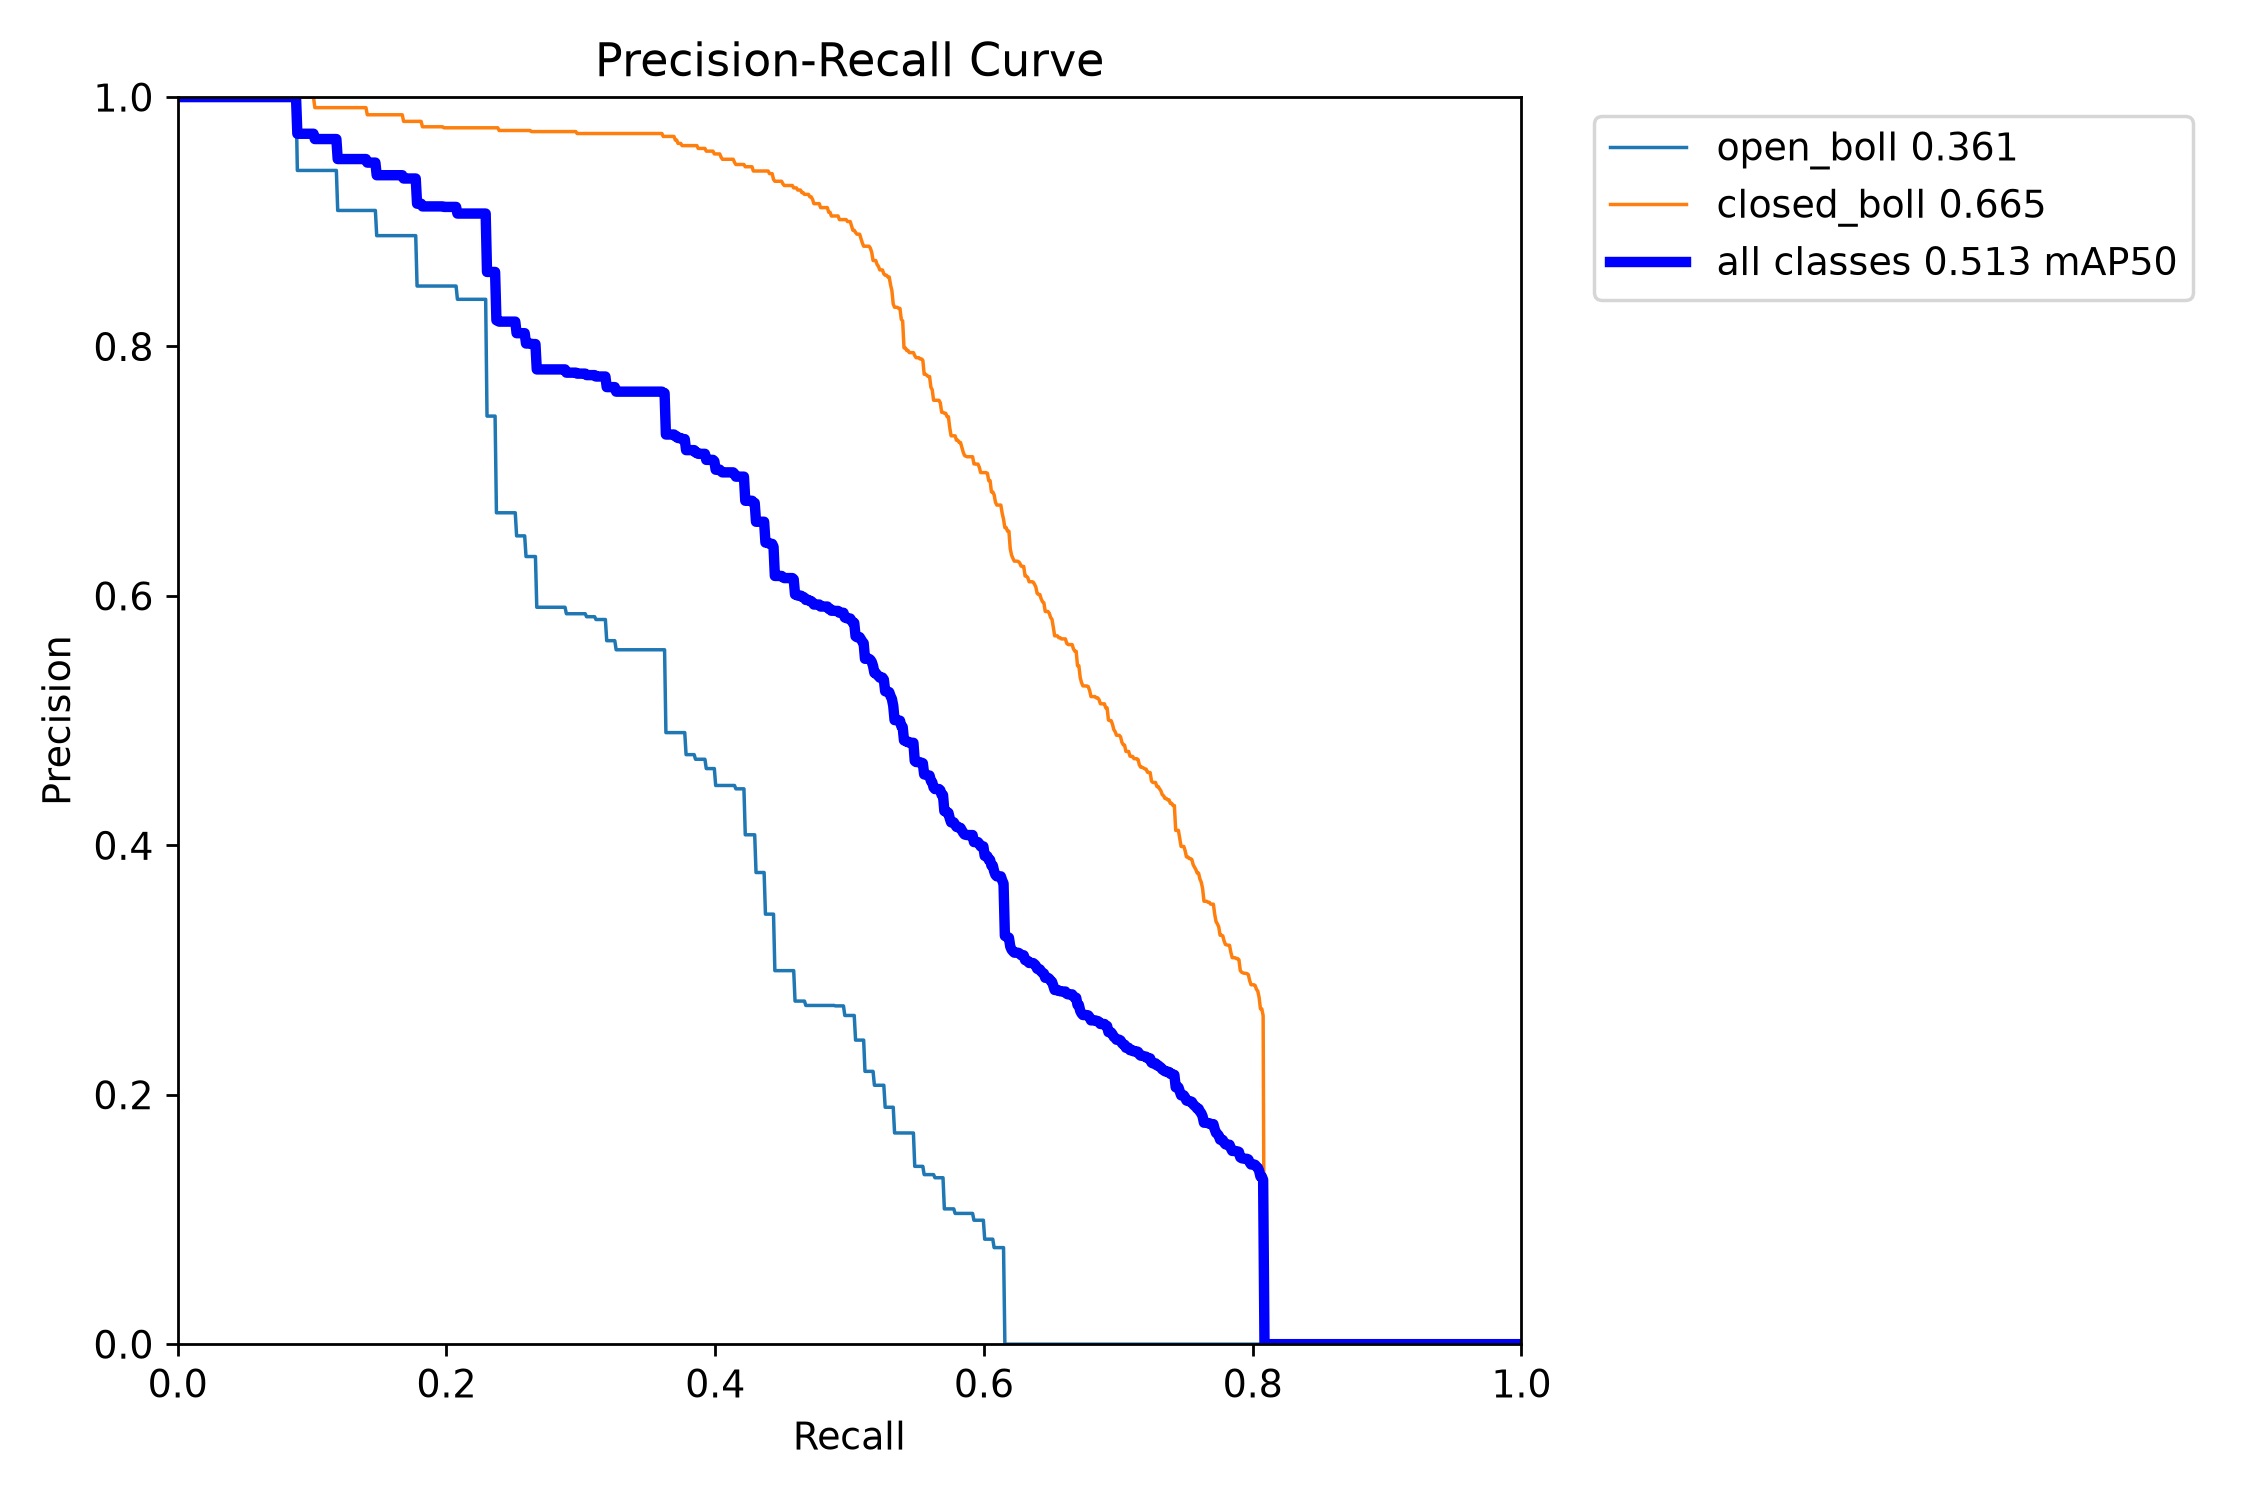 Precision-Recall Curve
open_boll 0.361
closed_boll 0.665
all classes 0.513 mAP50
1.0
0.8
0.6
0.4
0.2
0.0
Precision
0.0 0.2 0.4 0.6 0.8 1.0
Recall